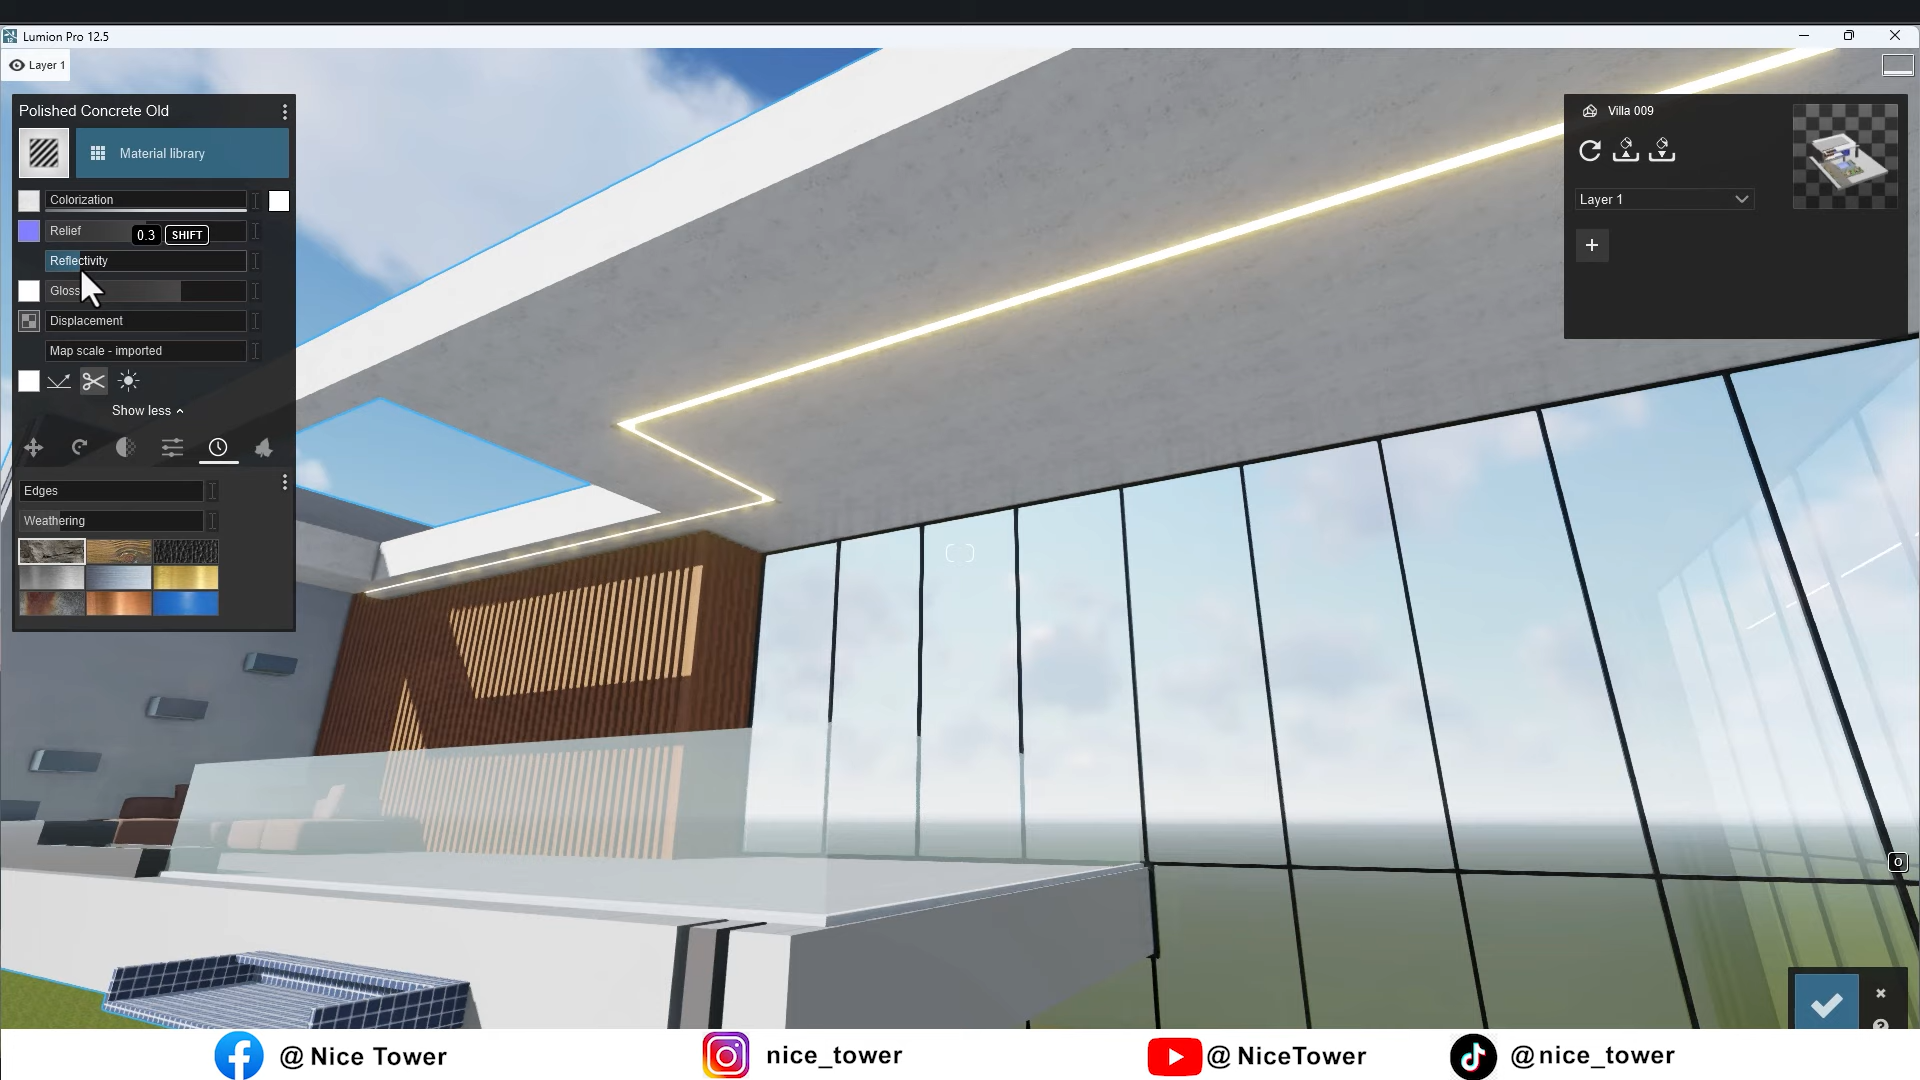 Lumion Pro 12.5
Layer 1
Polished Concrete Old
Material library
Colorization
Relief
0.3 SHIFT
Reflectivity
Gloss
Displacement
Map scale - imported
Show less
Edges
Weathering
Villa 009
Layer 1
+
O
?
@ Nice Tower
nice_tower
@ NiceTower
@nice_tower